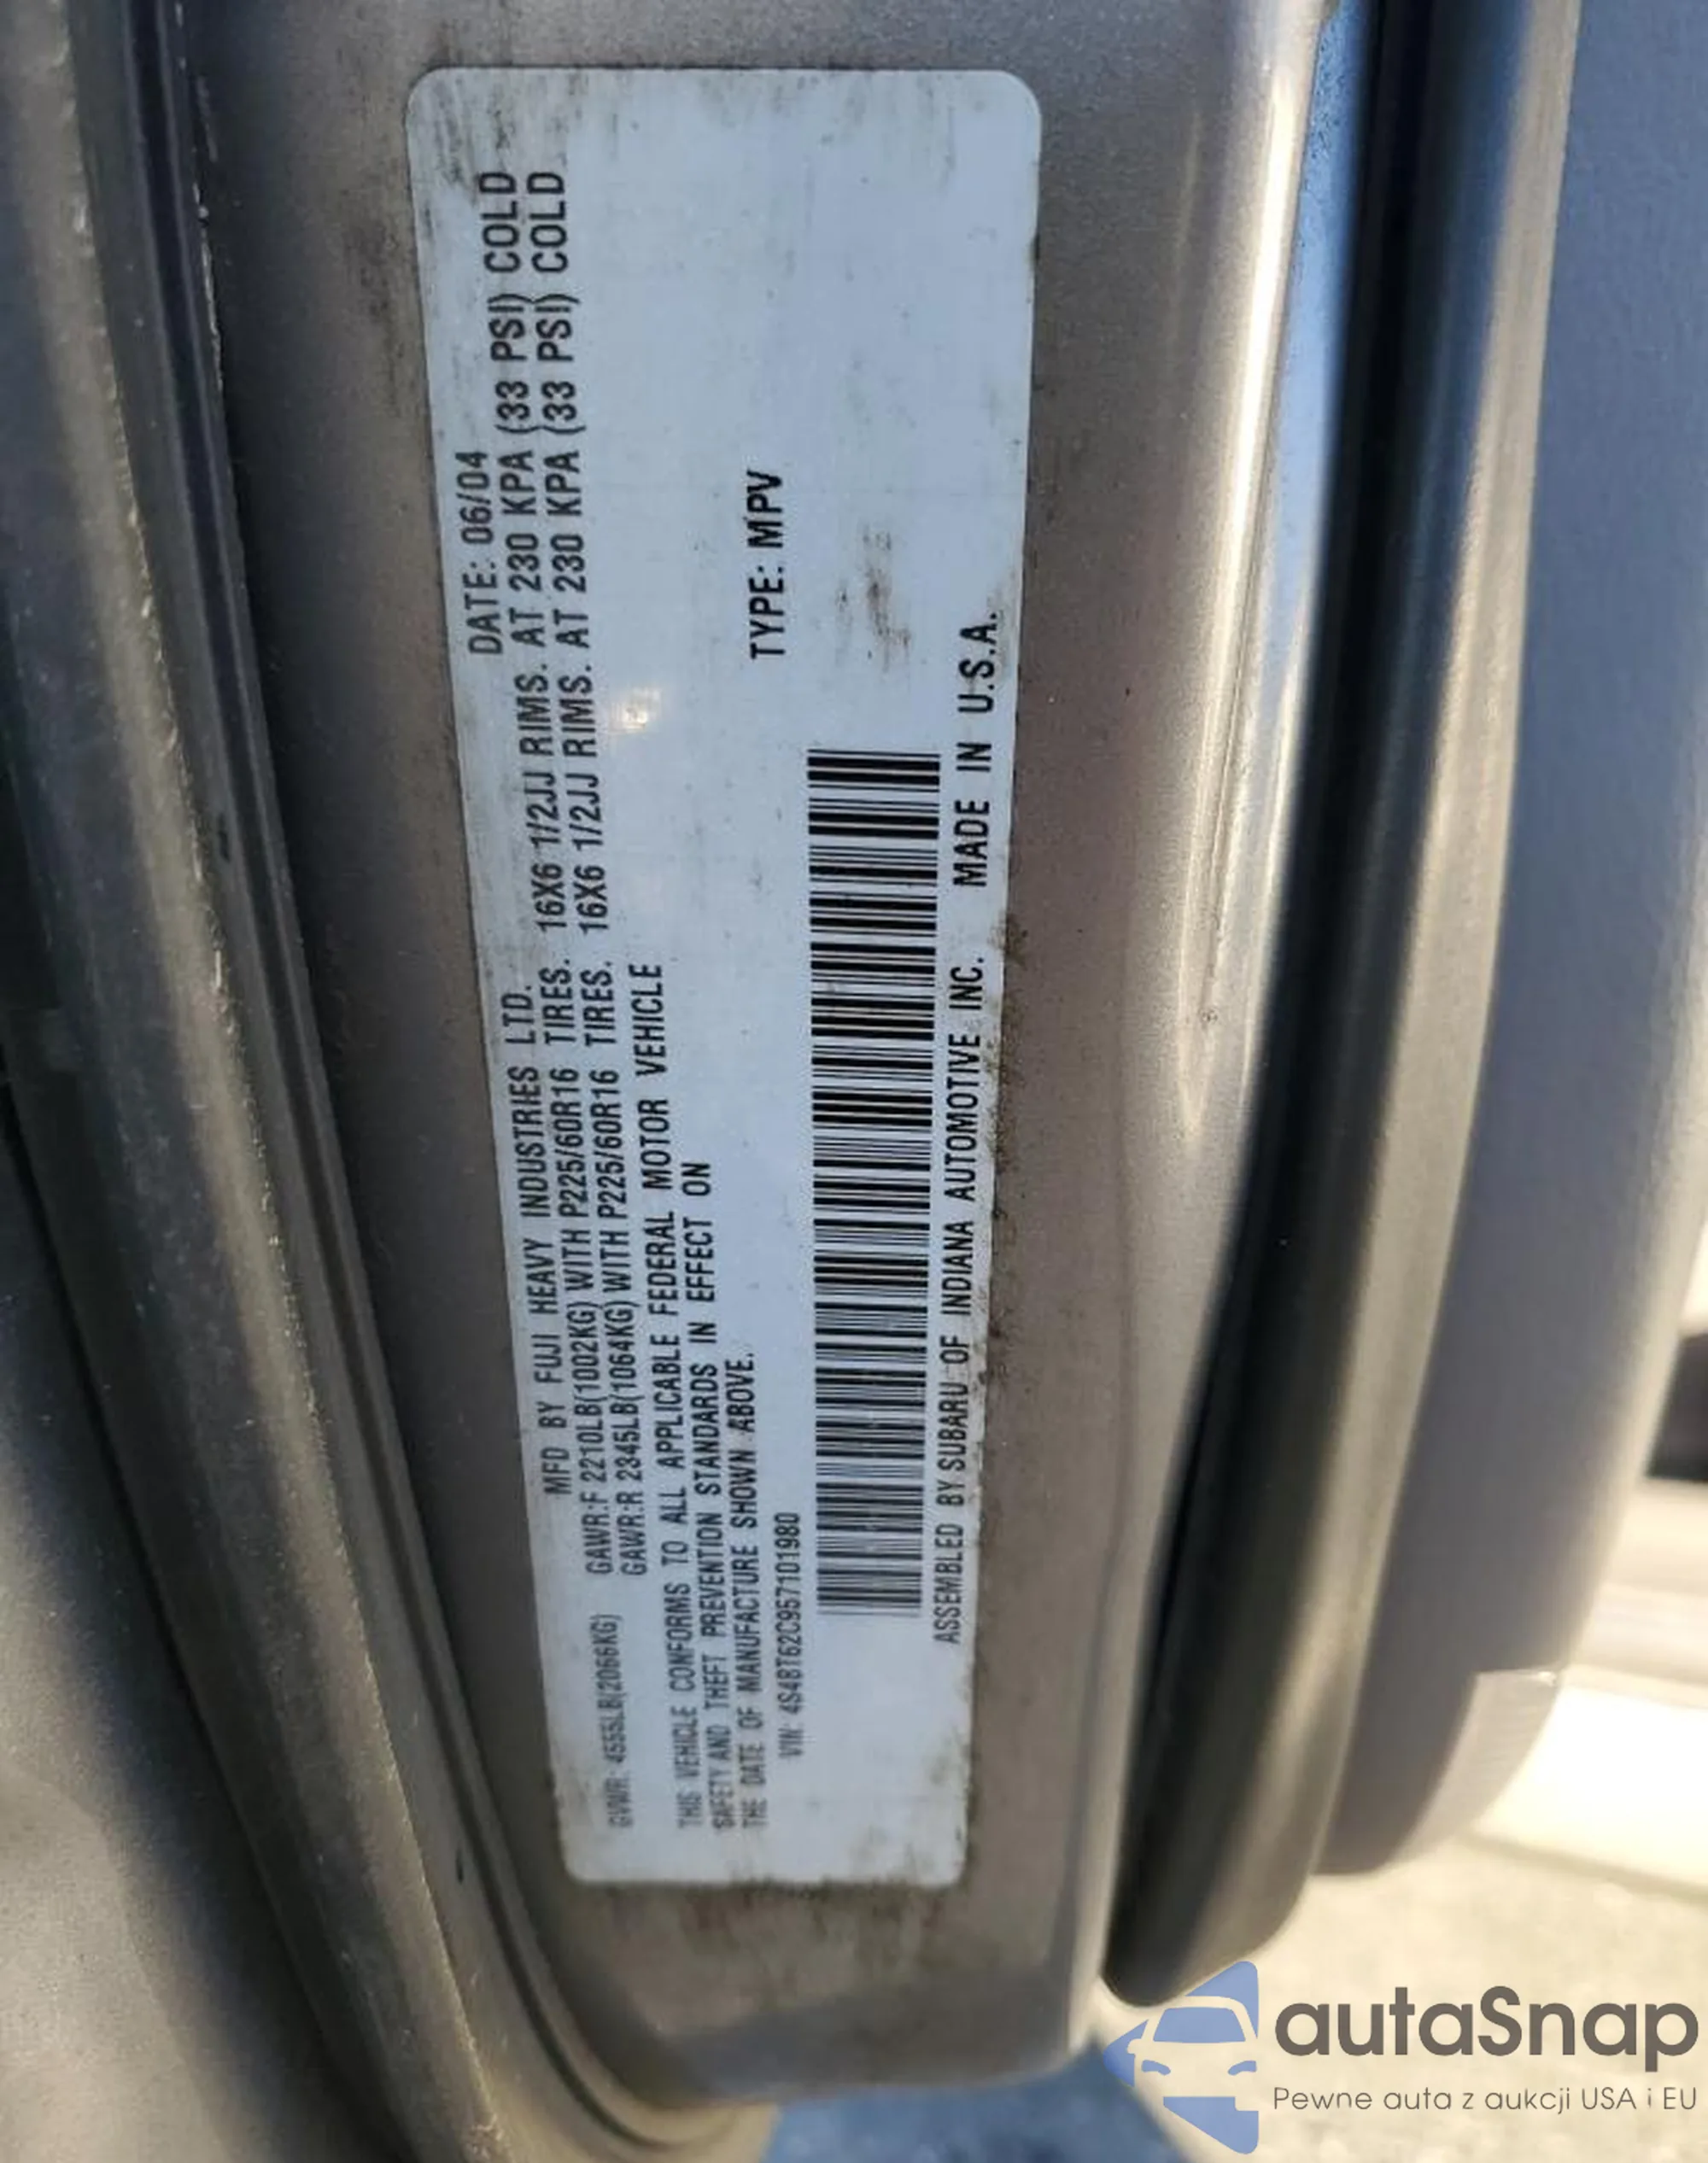 MFD BY FUJI HEAVY INDUSTRIES LTD. DATE: 06/04
GVWR: 4555LB(2066KG) GAWR:F 2210LB(1002KG) WITH P225/60R16 TIRES. 16X6 1/2JJ RIMS. AT 230 KPA (33 PSI) COLD
GAWR:R 2345LB(1064KG) WITH P225/60R16 TIRES. 16X6 1/2JJ RIMS. AT 230 KPA (33 PSI) COLD
THIS VEHICLE CONFORMS TO ALL APPLICABLE FEDERAL MOTOR VEHICLE
SAFETY AND THEFT PREVENTION STANDARDS IN EFFECT ON
THE DATE OF MANUFACTURE SHOWN ABOVE.
VIN: 4S4BT62C957101980 TYPE: MPV
ASSEMBLED BY SUBARU OF INDIANA AUTOMOTIVE INC. MADE IN U.S.A.
autaSnap
Pewne auta z aukcji USA i EU